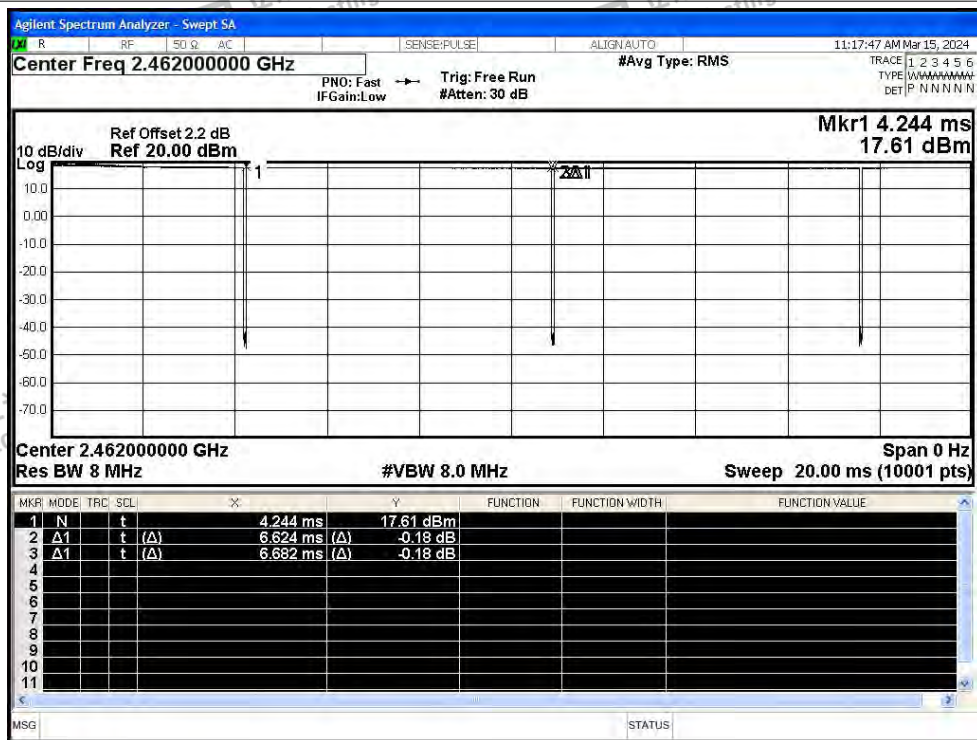 Agilent Spectrum Analyzer - Swept SA
R RF 50 Ω AC SENSE:PULSE ALIGN AUTO 11:17:47 AM Mar 15, 2024
Center Freq 2.462000000 GHz #Avg Type: RMS TRACE 1 2 3 4 5 6
PNO: Fast Trig: Free Run TYPE WWWWWW
IFGain:Low #Atten: 30 dB DET P N N N N N
Mkr1 4.244 ms
Ref Offset 2.2 dB
10 dB/div Ref 20.00 dBm 17.61 dBm
Log
1 2Δ1
10.0
0.00
-10.0
-20.0
-30.0
-40.0
-50.0
-60.0
-70.0
Center 2.462000000 GHz Span 0 Hz
Res BW 8 MHz #VBW 8.0 MHz Sweep 20.00 ms (10001 pts)
MKR MODE TRC SCL X Y FUNCTION FUNCTION WIDTH FUNCTION VALUE
1 N t 4.244 ms 17.61 dBm
2 Δ1 t (Δ) 6.624 ms (Δ) -0.18 dB
3 Δ1 t (Δ) 6.682 ms (Δ) -0.18 dB
4
5
6
7
8
9
10
11
MSG STATUS